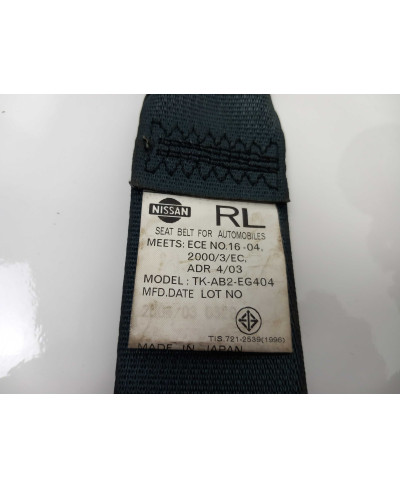 NISSAN RL
SEAT BELT FOR AUTOMOBILES
MEETS: ECE NO.16-04,
2000/3/EC,
ADR 4/03
MODEL: TK-AB2-EG404
MFD.DATE LOT NO
TIS.721-2539(1996)
MADE IN JAPAN